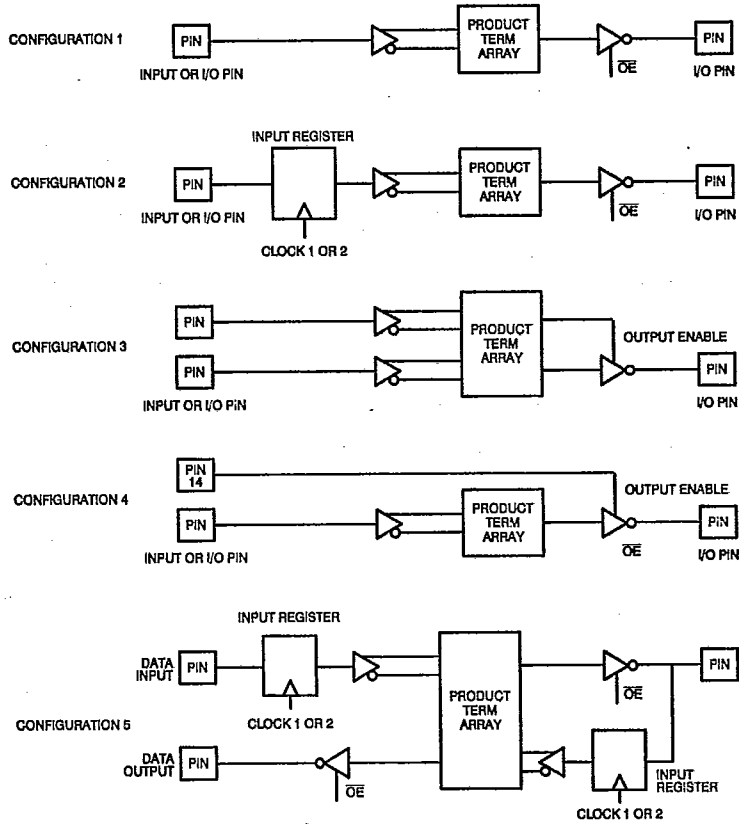 CONFIGURATION 1
PIN
INPUT OR I/O PIN
PRODUCT
TERM
ARRAY
OE
PIN
I/O PIN
CONFIGURATION 2
PIN
INPUT OR I/O PIN
INPUT REGISTER
CLOCK 1 OR 2
PRODUCT
TERM
ARRAY
OE
PIN
I/O PIN
CONFIGURATION 3
PIN
PIN
INPUT OR I/O PIN
PRODUCT
TERM
ARRAY
OUTPUT ENABLE
PIN
I/O PIN
CONFIGURATION 4
PIN
14
PIN
INPUT OR I/O PIN
PRODUCT
TERM
ARRAY
OUTPUT ENABLE
OE
PIN
I/O PIN
CONFIGURATION 5
DATA
INPUT
PIN
INPUT REGISTER
CLOCK 1 OR 2
PRODUCT
TERM
ARRAY
OE
PIN
DATA
OUTPUT
PIN
OE
INPUT
REGISTER
CLOCK 1 OR 2